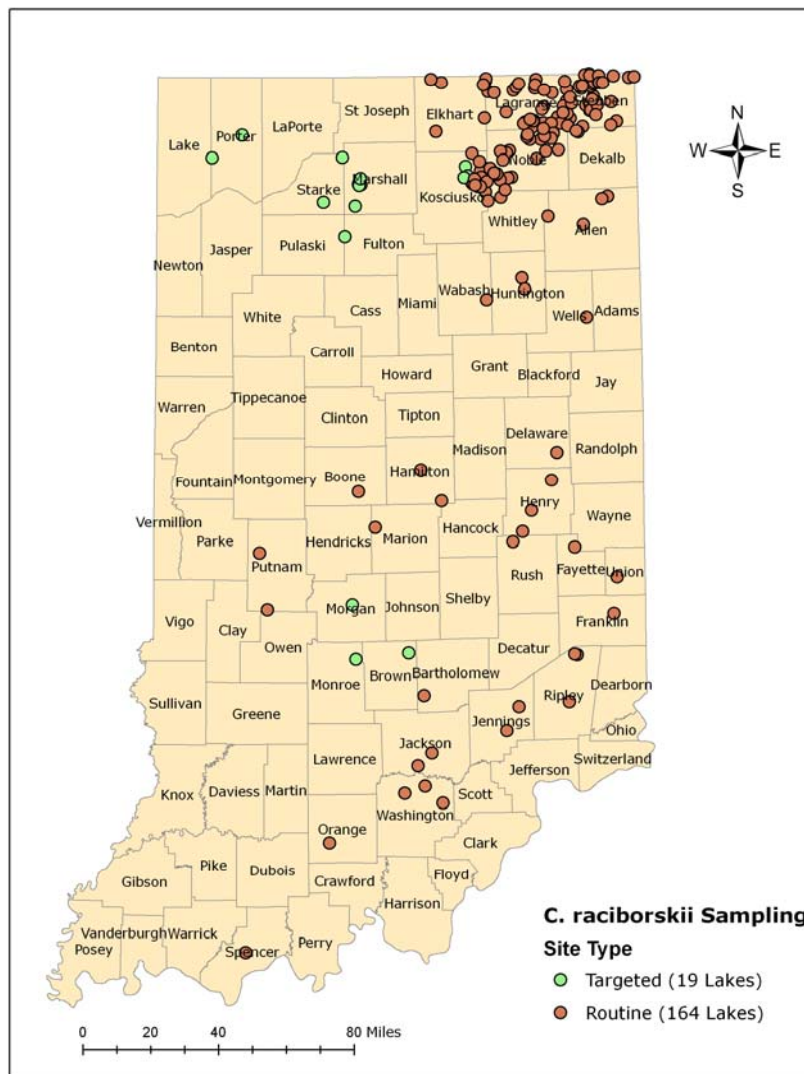 N
W E
S
St Joseph
Elkhart
Lagrange
Steuben
LaPorte
Porter
Lake
Noble
Dekalb
Marshall
Starke
Kosciusko
Whitley
Allen
Pulaski
Fulton
Jasper
Newton
Miami
Wabash
Huntington
White
Cass
Wells
Adams
Benton
Carroll
Grant
Blackford
Howard
Jay
Tippecanoe
Warren
Clinton
Tipton
Delaware
Madison
Randolph
Fountain
Montgomery
Boone
Hamilton
Henry
Vermillion
Wayne
Parke
Hendricks
Marion
Hancock
Putnam
Rush
Fayette
Union
Morgan
Johnson
Shelby
Vigo
Clay
Franklin
Owen
Decatur
Monroe
Brown
Bartholomew
Dearborn
Sullivan
Ripley
Greene
Jennings
Ohio
Jackson
Lawrence
Switzerland
Jefferson
Knox
Daviess
Martin
Scott
Washington
Orange
Clark
Pike
Dubois
Gibson
Crawford
Floyd
Harrison
Vanderburgh
Warrick
Posey
Spencer
Perry
C. raciborskii Sampling
Site Type
Targeted (19 Lakes)
Routine (164 Lakes)
0 20 40 80 Miles